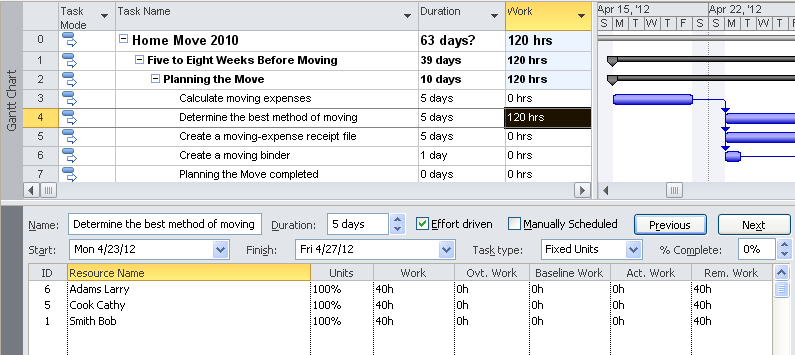 Task Mode Task Name Duration Work Apr 15, '12 Apr 22, '12
S M T W T F S S M T W T
0 Home Move 2010 63 days? 120 hrs
1 Five to Eight Weeks Before Moving 39 days 120 hrs
2 Planning the Move 10 days 120 hrs
3 Calculate moving expenses 5 days 0 hrs
4 Determine the best method of moving 5 days 120 hrs
5 Create a moving-expense receipt file 5 days 0 hrs
6 Create a moving binder 1 day 0 hrs
7 Planning the Move completed 0 days 0 hrs
Gantt Chart
Name: Determine the best method of moving Duration: 5 days Effort driven Manually Scheduled Previous Next
Start: Mon 4/23/12 Finish: Fri 4/27/12 Task type: Fixed Units % Complete: 0%
ID Resource Name Units Work Ovt. Work Baseline Work Act. Work Rem. Work
6 Adams Larry 100% 40h 0h 0h 0h 40h
5 Cook Cathy 100% 40h 0h 0h 0h 40h
1 Smith Bob 100% 40h 0h 0h 0h 40h